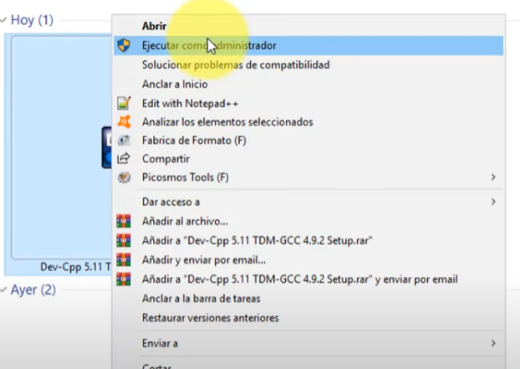 Hoy (1)
Abrir
Ejecutar como administrador
Solucionar problemas de compatibilidad
Anclar a Inicio
Edit with Notepad++
Analizar los elementos seleccionados
Fabrica de Formato (F)
Compartir
Picosmos Tools (F)
Dar acceso a
Añadir al archivo...
Añadir a "Dev-Cpp 5.11 TDM-GCC 4.9.2 Setup.rar"
Añadir y enviar por email...
Añadir a "Dev-Cpp 5.11 TDM-GCC 4.9.2 Setup.rar" y enviar por email
Dev-Cpp 5.11 T
Ayer (2)
Anclar a la barra de tareas
Restaurar versiones anteriores
Enviar a
Cortar